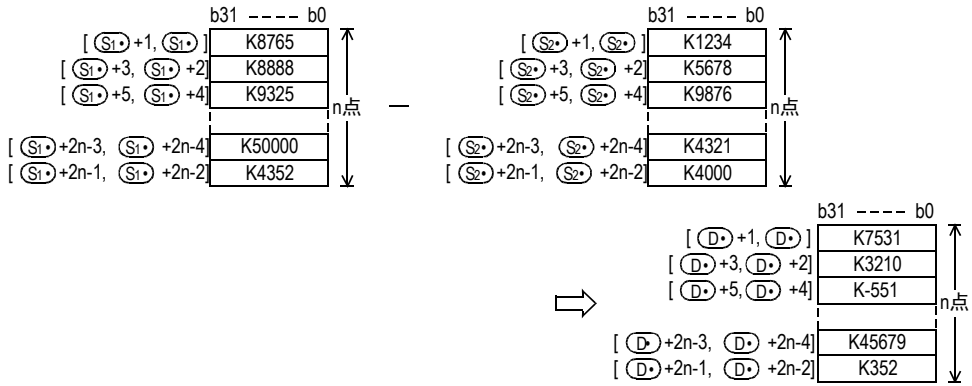 b31 ---- b0 b31 ---- b0
[ (S1•)+1, (S1•) ] K8765 [ (S2•)+1, (S2•) ] K1234
[ (S1•)+3, (S1•) +2] K8888 [ (S2•)+3, (S2•) +2] K5678
[ (S1•)+5, (S1•) +4] K9325 n点 — [ (S2•)+5, (S2•) +4] K9876 n点
[ (S1•)+2n-3, (S1•) +2n-4] K50000 [ (S2•)+2n-3, (S2•) +2n-4] K4321
[ (S1•)+2n-1, (S1•) +2n-2] K4352 [ (S2•)+2n-1, (S2•) +2n-2] K4000
b31 ---- b0
[ (D•)+1, (D•) ] K7531
[ (D•)+3, (D•) +2] K3210
[ (D•)+5, (D•) +4] K-551 n点
[ (D•)+2n-3, (D•) +2n-4] K45679
[ (D•)+2n-1, (D•) +2n-2] K352